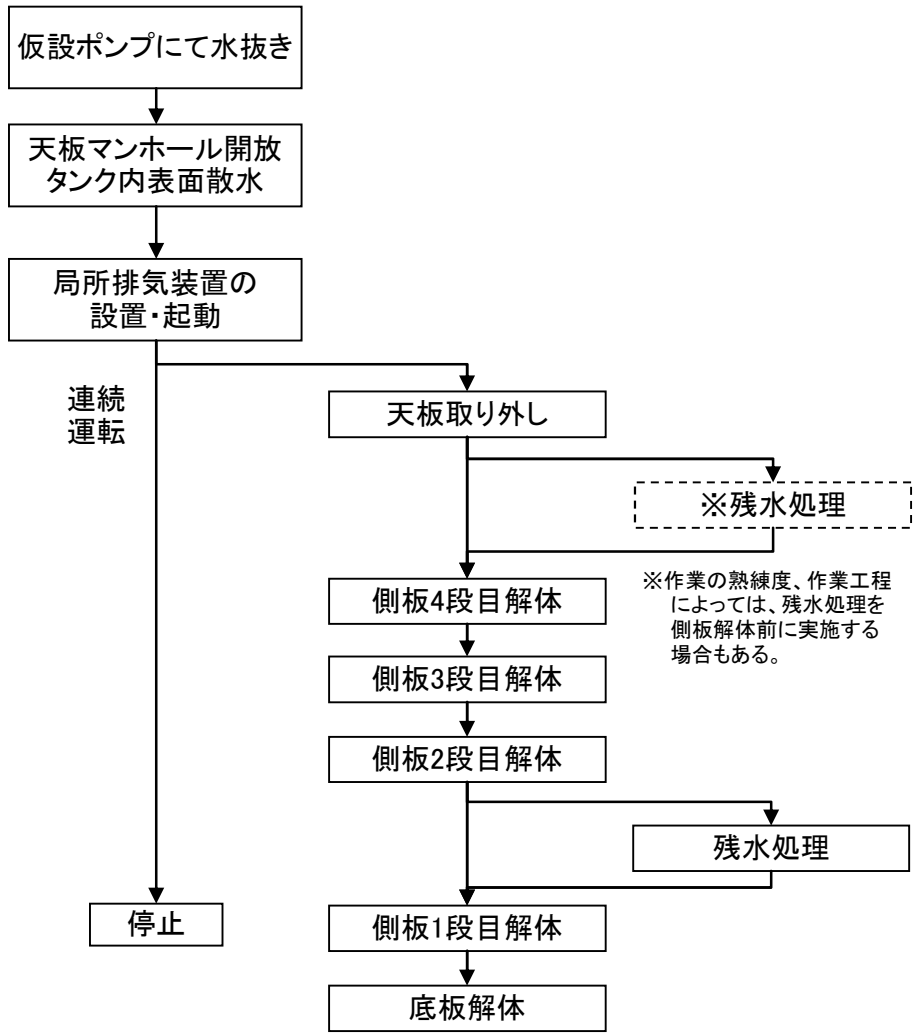 仮設ポンプにて水抜き
天板マンホール開放
タンク内表面散水
局所排気装置の
設置・起動
連続
運転
天板取り外し
※残水処理
※作業の熟練度、作業工程
によっては、残水処理を
側板解体前に実施する
場合もある。
側板4段目解体
側板3段目解体
側板2段目解体
残水処理
停止
側板1段目解体
底板解体